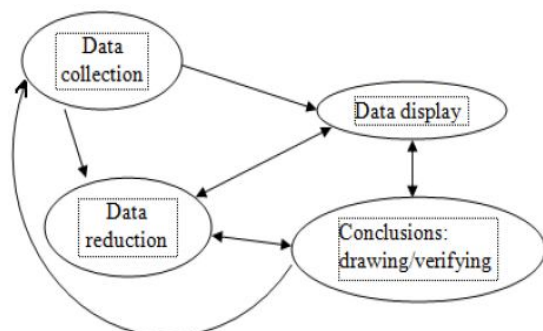 Data
collection
Data display
Data
reduction
Conclusions:
drawing/verifying